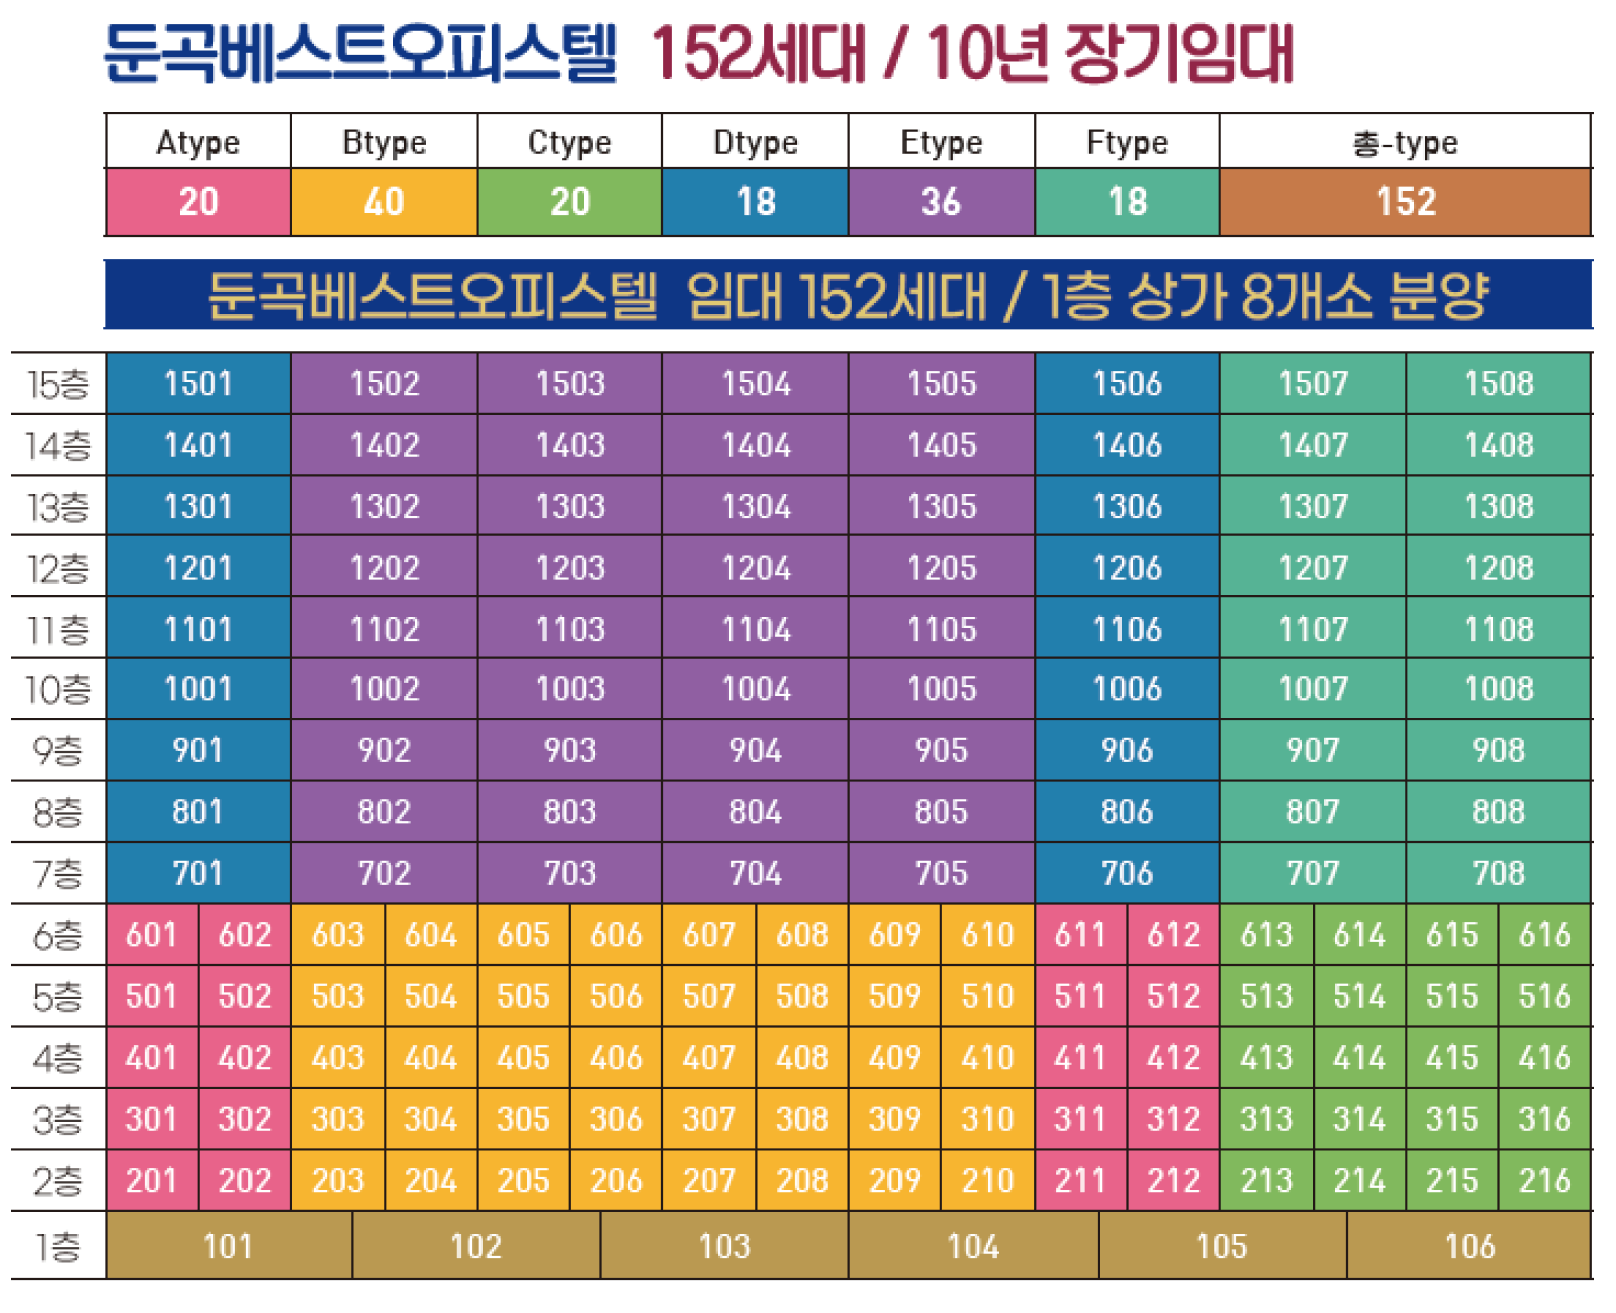 둔곡베스트오피스텔 152세대 / 10년 장기임대
Atype Btype Ctype Dtype Etype Ftype 총-type
20 40 20 18 36 18 152
둔곡베스트오피스텔 임대 152세대 / 1층 상가 8개소 분양
15층 1501 1502 1503 1504 1505 1506 1507 1508
14층 1401 1402 1403 1404 1405 1406 1407 1408
13층 1301 1302 1303 1304 1305 1306 1307 1308
12층 1201 1202 1203 1204 1205 1206 1207 1208
11층 1101 1102 1103 1104 1105 1106 1107 1108
10층 1001 1002 1003 1004 1005 1006 1007 1008
9층 901 902 903 904 905 906 907 908
8층 801 802 803 804 805 806 807 808
7층 701 702 703 704 705 706 707 708
6층 601 602 603 604 605 606 607 608 609 610 611 612 613 614 615 616
5층 501 502 503 504 505 506 507 508 509 510 511 512 513 514 515 516
4층 401 402 403 404 405 406 407 408 409 410 411 412 413 414 415 416
3층 301 302 303 304 305 306 307 308 309 310 311 312 313 314 315 316
2층 201 202 203 204 205 206 207 208 209 210 211 212 213 214 215 216
1층 101 102 103 104 105 106